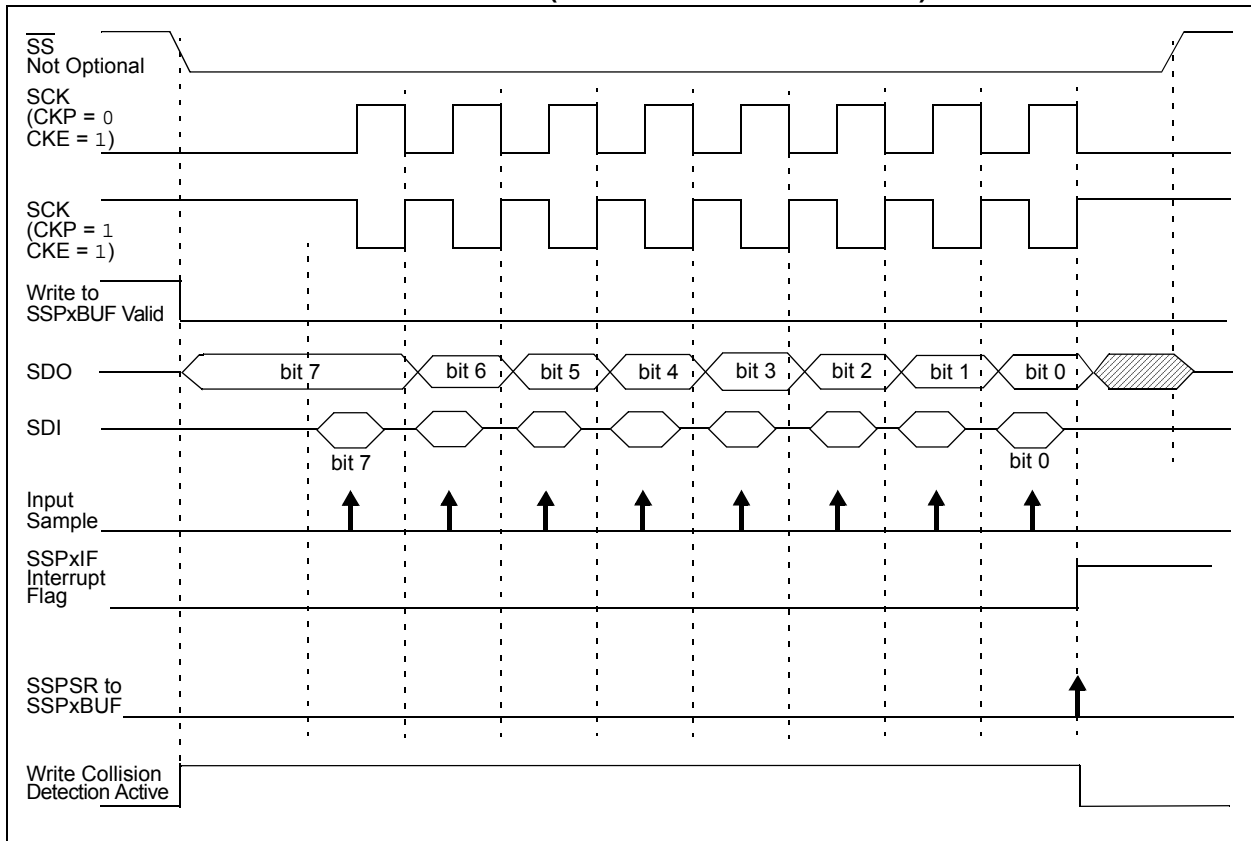 SS
Not Optional
SCK
(CKP = 0
CKE = 1)
SCK
(CKP = 1
CKE = 1)
Write to
SSPxBUF Valid
SDO
bit 7
bit 6
bit 5
bit 4
bit 3
bit 2
bit 1
bit 0
SDI
bit 7
bit 0
Input
Sample
SSPxIF
Interrupt
Flag
SSPSR to
SSPxBUF
Write Collision
Detection Active